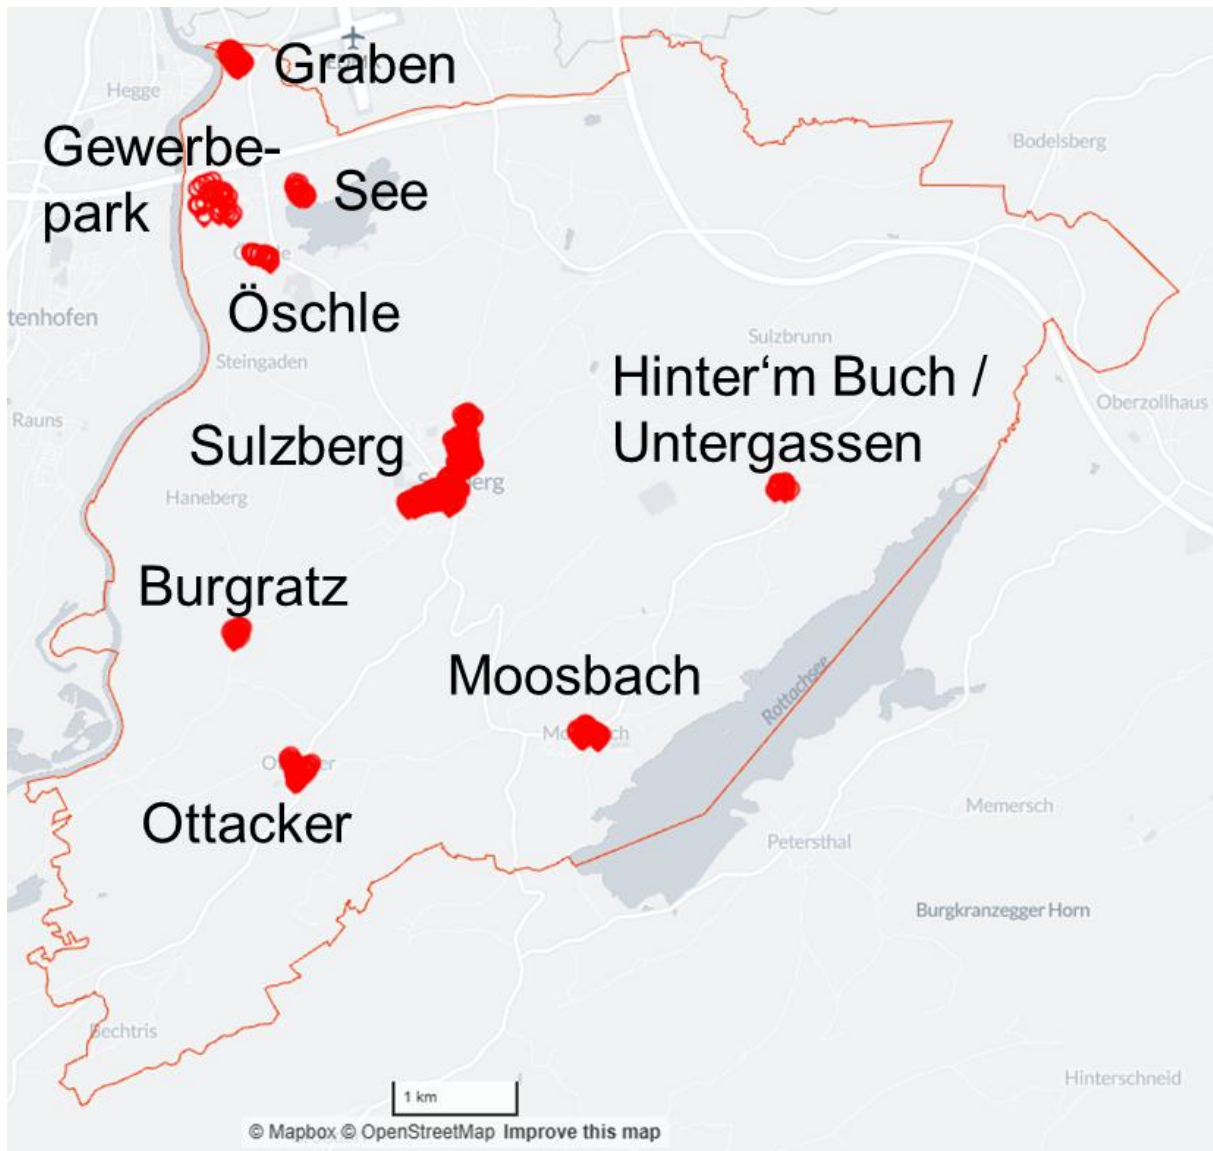 Graben
Hegge
Gewerbe-
park
Bodelsberg
See
Öschle
tenhofen
Sulzbrunn
Steingaden
Hinter‘m Buch /
Untergassen
Oberzollhaus
Rauns
Sulzberg
erg
Haneberg
Burgratz
Moosbach
Rottachsee
Ottacker
Memersch
Petersthal
Burgkranzegger Horn
Bechtris
Hinterschneid
1 km
© Mapbox © OpenStreetMap Improve this map